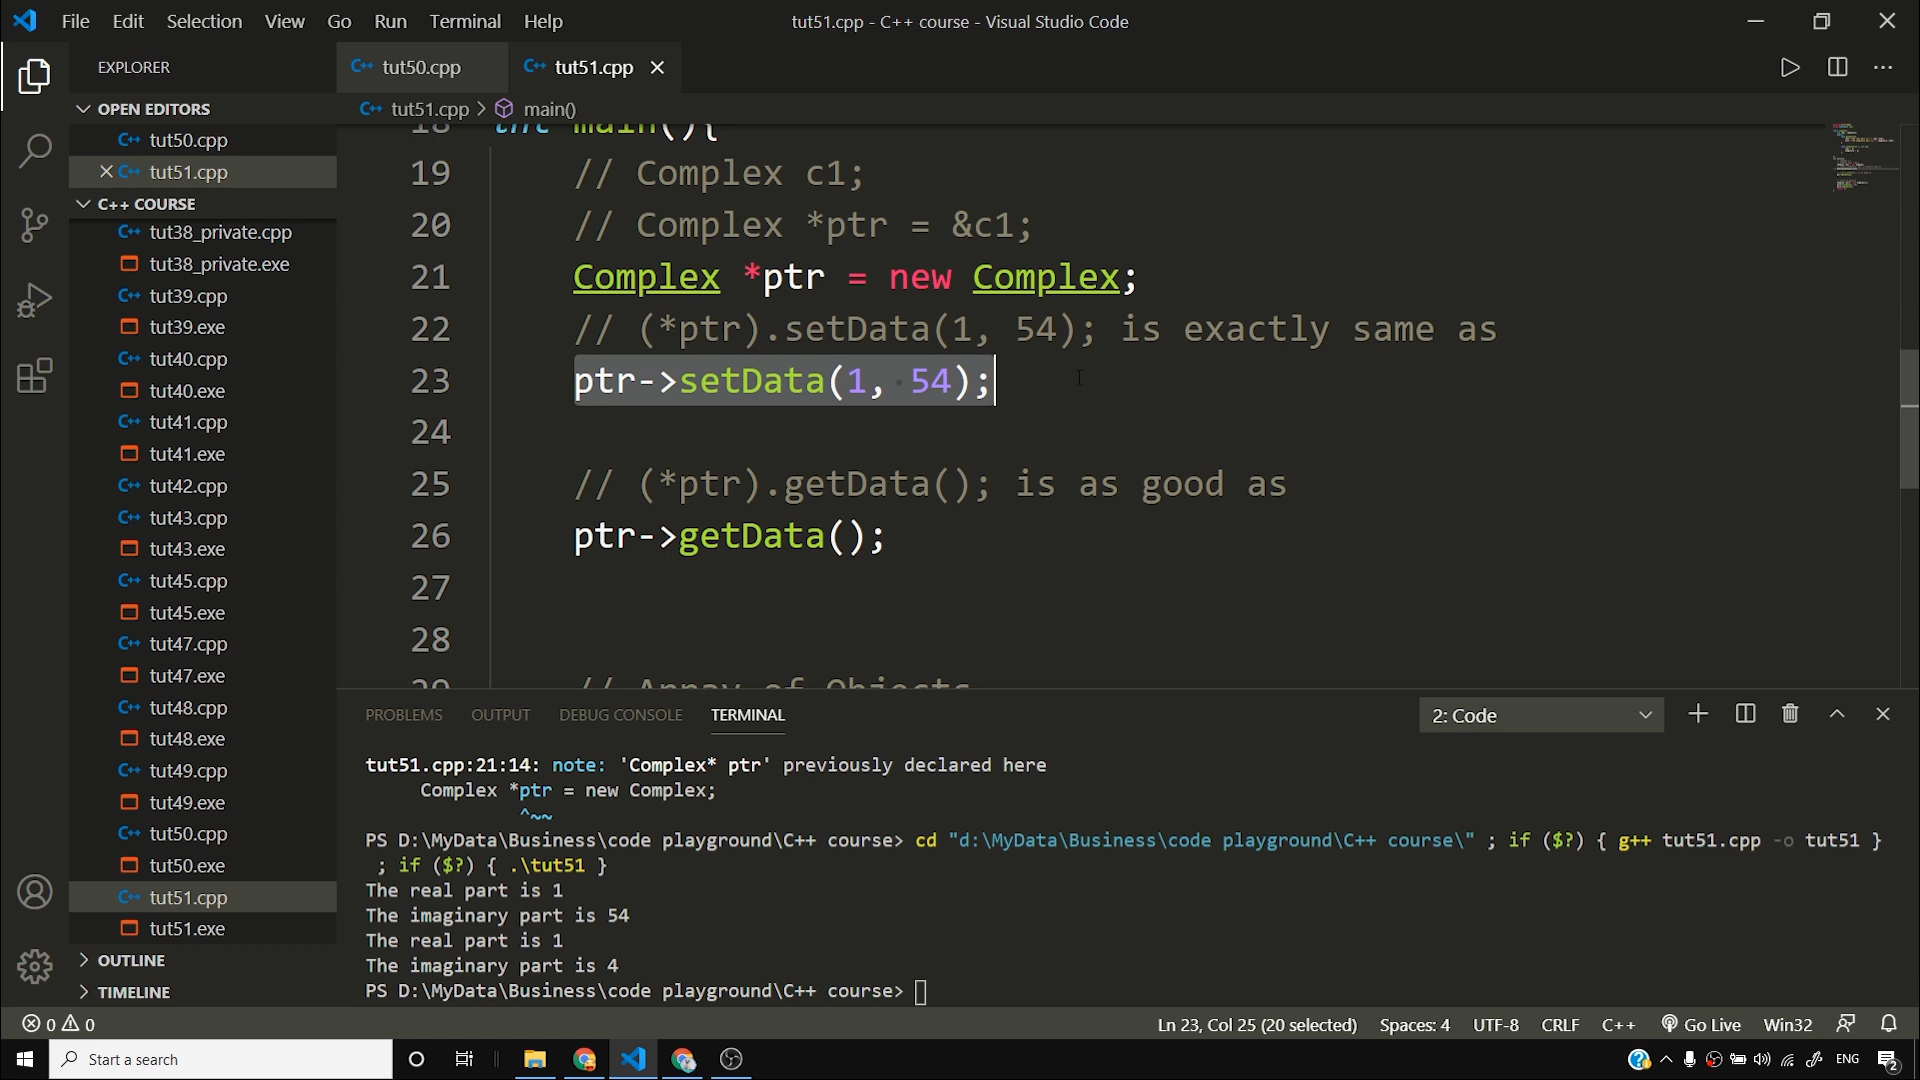 File Edit Selection View Go Run Terminal Help
tut51.cpp - C++ course - Visual Studio Code
EXPLORER
OPEN EDITORS
tut50.cpp
tut51.cpp
C++ COURSE
tut38_private.cpp
tut38_private.exe
tut39.cpp
tut39.exe
tut40.cpp
tut40.exe
tut41.cpp
tut41.exe
tut42.cpp
tut43.cpp
tut43.exe
tut45.cpp
tut45.exe
tut47.cpp
tut47.exe
tut48.cpp
tut48.exe
tut49.cpp
tut49.exe
tut50.cpp
tut50.exe
tut51.cpp
tut51.exe
OUTLINE
TIMELINE
tut50.cpp tut51.cpp
tut51.cpp > main()
18 int main(){
19 // Complex c1;
20 // Complex *ptr = &c1;
21 Complex *ptr = new Complex;
22 // (*ptr).setData(1, 54); is exactly same as
23 ptr->setData(1, 54);
24
25 // (*ptr).getData(); is as good as
26 ptr->getData();
27
28
29 // Array of Objects
PROBLEMS OUTPUT DEBUG CONSOLE TERMINAL 2: Code
tut51.cpp:21:14: note: 'Complex* ptr' previously declared here
Complex *ptr = new Complex;
^~~
PS D:\MyData\Business\code playground\C++ course> cd "d:\MyData\Business\code playground\C++ course\" ; if ($?) { g++ tut51.cpp -o tut51 }
; if ($?) { .\tut51 }
The real part is 1
The imaginary part is 54
The real part is 1
The imaginary part is 4
PS D:\MyData\Business\code playground\C++ course>
0 0 Ln 23, Col 25 (20 selected) Spaces: 4 UTF-8 CRLF C++ Go Live Win32
Start a search ENG 2